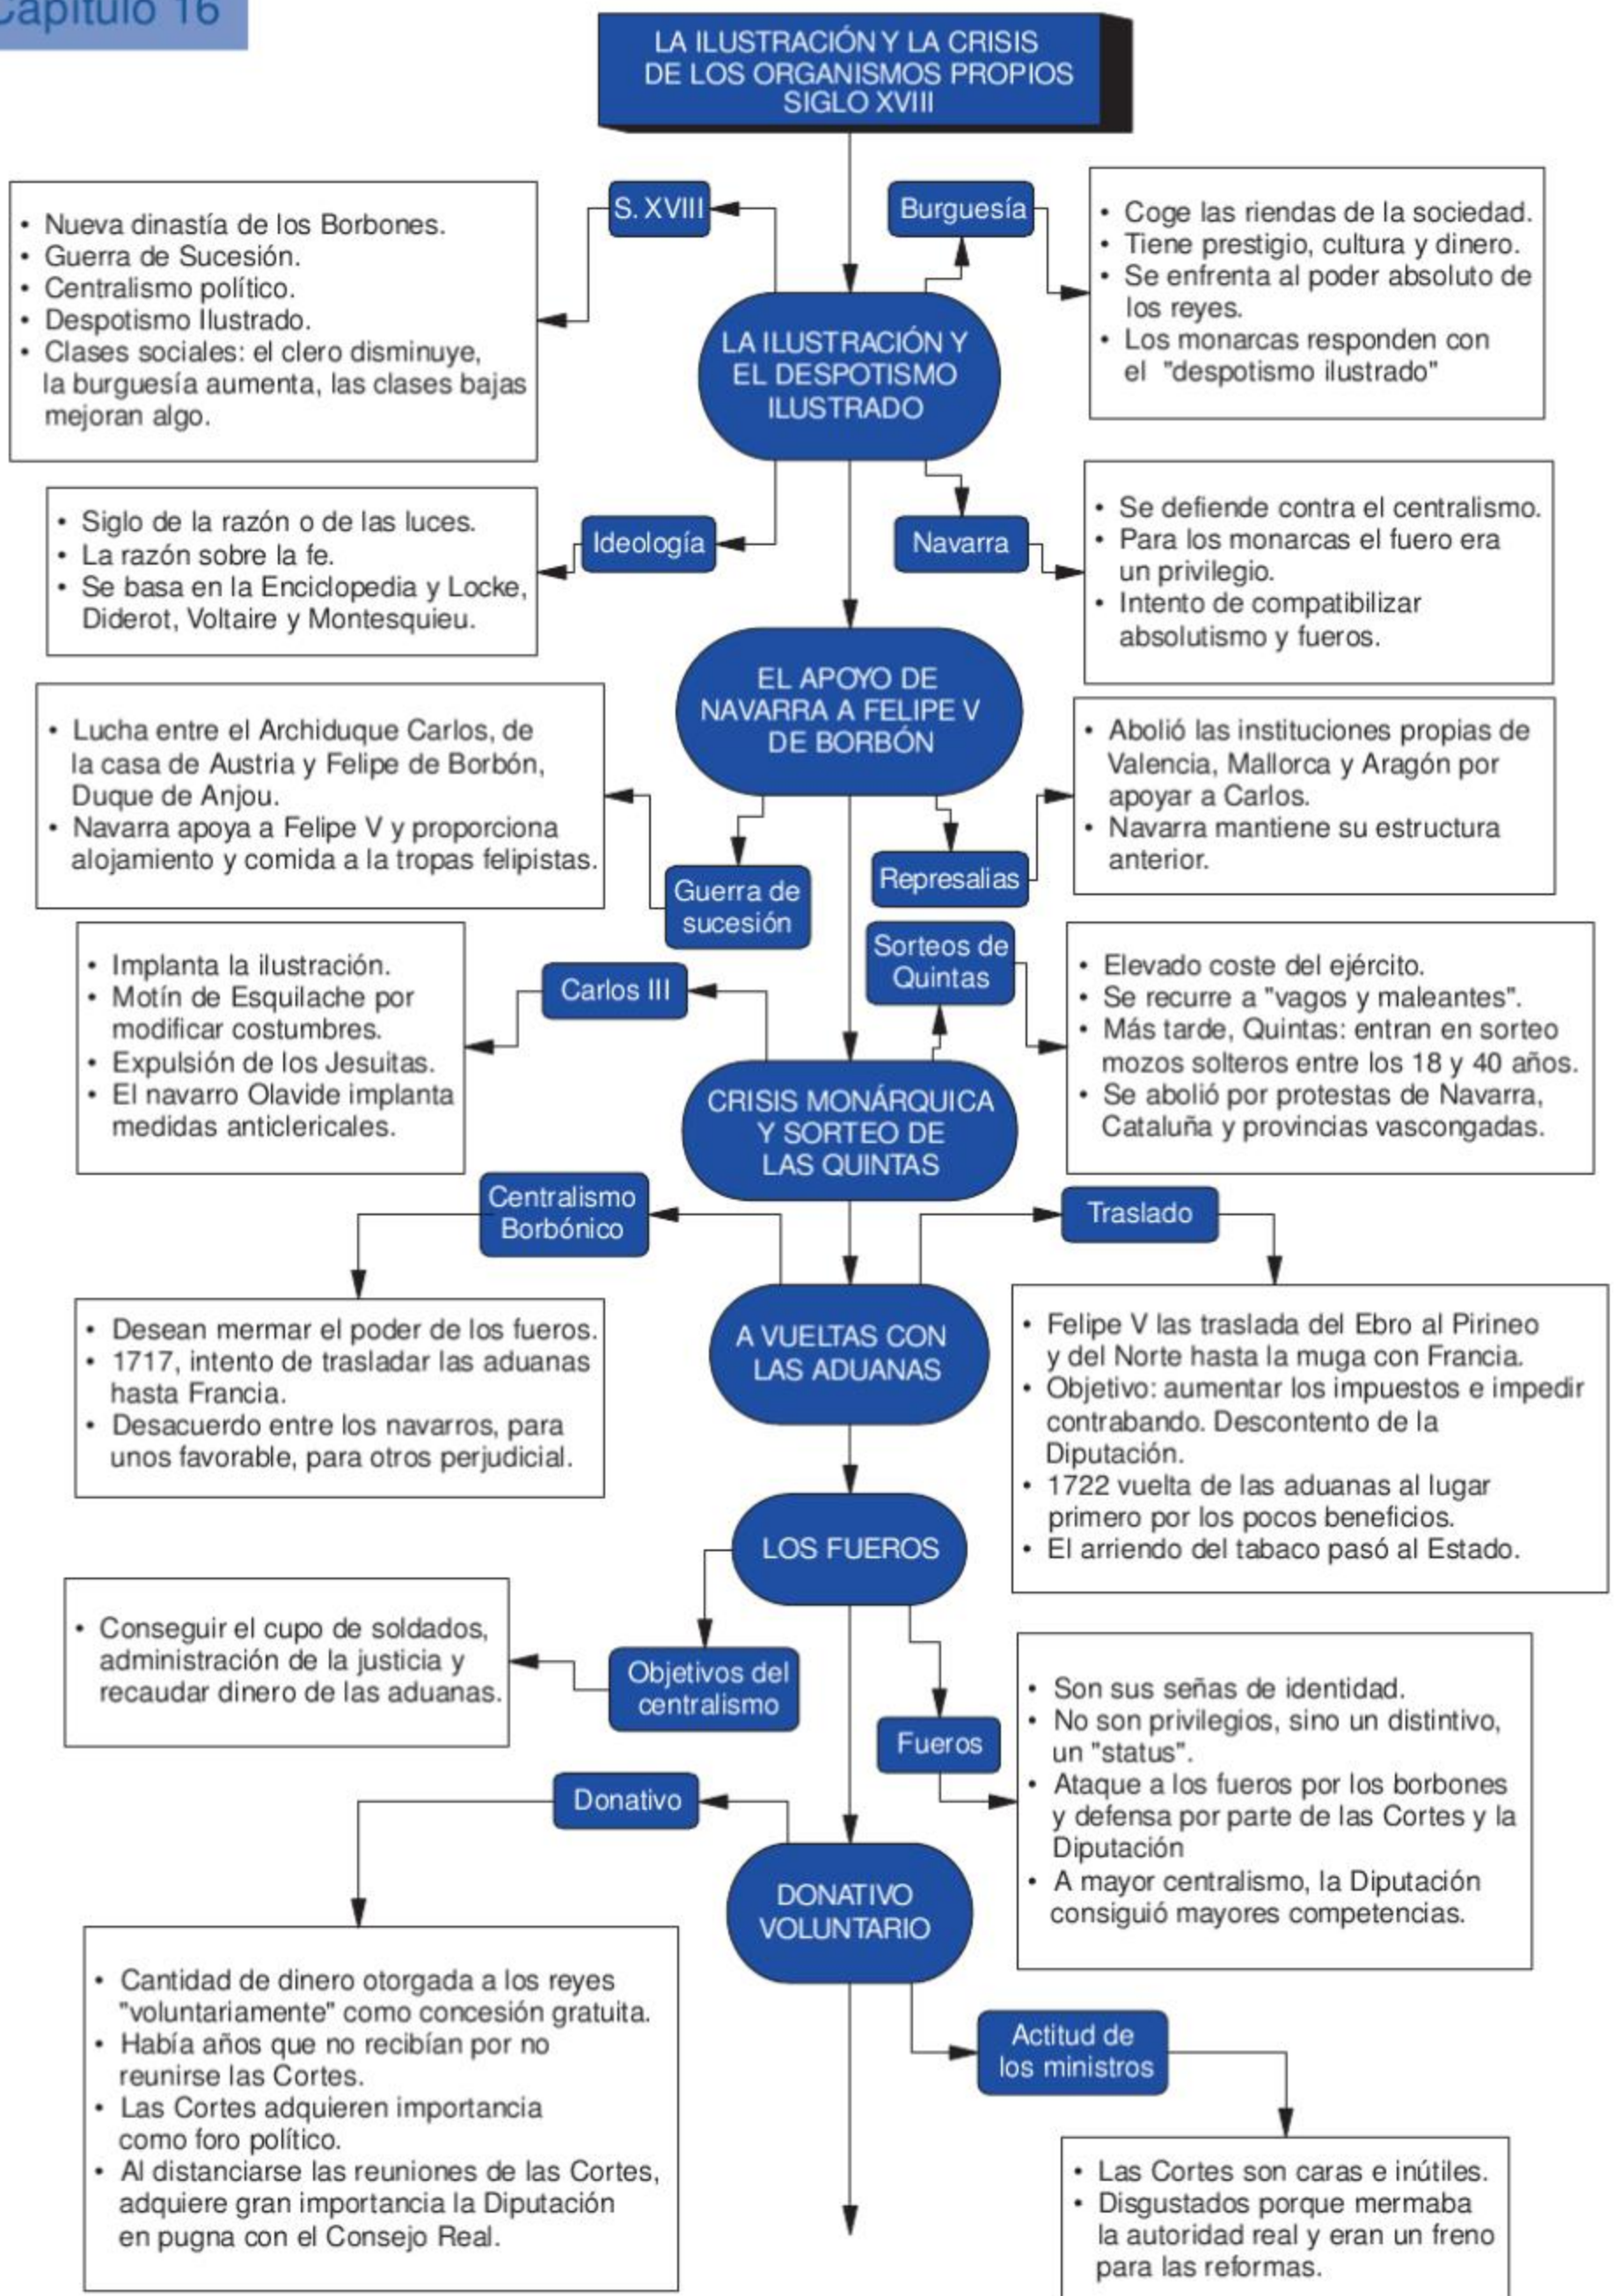 Capítulo 16
LA ILUSTRACIÓN Y LA CRISIS
DE LOS ORGANISMOS PROPIOS
SIGLO XVIII
S. XVIII
• Nueva dinastía de los Borbones.
• Guerra de Sucesión.
• Centralismo político.
• Despotismo Ilustrado.
• Clases sociales: el clero disminuye,
la burguesía aumenta, las clases bajas
mejoran algo.
Burguesía
• Coge las riendas de la sociedad.
• Tiene prestigio, cultura y dinero.
• Se enfrenta al poder absoluto de
los reyes.
• Los monarcas responden con
el "despotismo ilustrado"
LA ILUSTRACIÓN Y
EL DESPOTISMO
ILUSTRADO
Ideología
• Siglo de la razón o de las luces.
• La razón sobre la fe.
• Se basa en la Enciclopedia y Locke,
Diderot, Voltaire y Montesquieu.
Navarra
• Se defiende contra el centralismo.
• Para los monarcas el fuero era
un privilegio.
• Intento de compatibilizar
absolutismo y fueros.
EL APOYO DE
NAVARRA A FELIPE V
DE BORBÓN
• Lucha entre el Archiduque Carlos, de
la casa de Austria y Felipe de Borbón,
Duque de Anjou.
• Navarra apoya a Felipe V y proporciona
alojamiento y comida a la tropas felipistas.
Guerra de
sucesión
Represalias
• Abolió las instituciones propias de
Valencia, Mallorca y Aragón por
apoyar a Carlos.
• Navarra mantiene su estructura
anterior.
Carlos III
• Implanta la ilustración.
• Motín de Esquilache por
modificar costumbres.
• Expulsión de los Jesuitas.
• El navarro Olavide implanta
medidas anticlericales.
Sorteos de
Quintas
• Elevado coste del ejército.
• Se recurre a "vagos y maleantes".
• Más tarde, Quintas: entran en sorteo
mozos solteros entre los 18 y 40 años.
• Se abolió por protestas de Navarra,
Cataluña y provincias vascongadas.
CRISIS MONÁRQUICA
Y SORTEO DE
LAS QUINTAS
Centralismo
Borbónico
• Desean mermar el poder de los fueros.
• 1717, intento de trasladar las aduanas
hasta Francia.
• Desacuerdo entre los navarros, para
unos favorable, para otros perjudicial.
Traslado
• Felipe V las traslada del Ebro al Pirineo
y del Norte hasta la muga con Francia.
• Objetivo: aumentar los impuestos e impedir
contrabando. Descontento de la
Diputación.
• 1722 vuelta de las aduanas al lugar
primero por los pocos beneficios.
• El arriendo del tabaco pasó al Estado.
A VUELTAS CON
LAS ADUANAS
LOS FUEROS
• Conseguir el cupo de soldados,
administración de la justicia y
recaudar dinero de las aduanas.
Objetivos del
centralismo
Fueros
• Son sus señas de identidad.
• No son privilegios, sino un distintivo,
un "status".
• Ataque a los fueros por los borbones
y defensa por parte de las Cortes y la
Diputación
• A mayor centralismo, la Diputación
consiguió mayores competencias.
Donativo
DONATIVO
VOLUNTARIO
• Cantidad de dinero otorgada a los reyes
"voluntariamente" como concesión gratuita.
• Había años que no recibían por no
reunirse las Cortes.
• Las Cortes adquieren importancia
como foro político.
• Al distanciarse las reuniones de las Cortes,
adquiere gran importancia la Diputación
en pugna con el Consejo Real.
Actitud de
los ministros
• Las Cortes son caras e inútiles.
• Disgustados porque mermaba
la autoridad real y eran un freno
para las reformas.